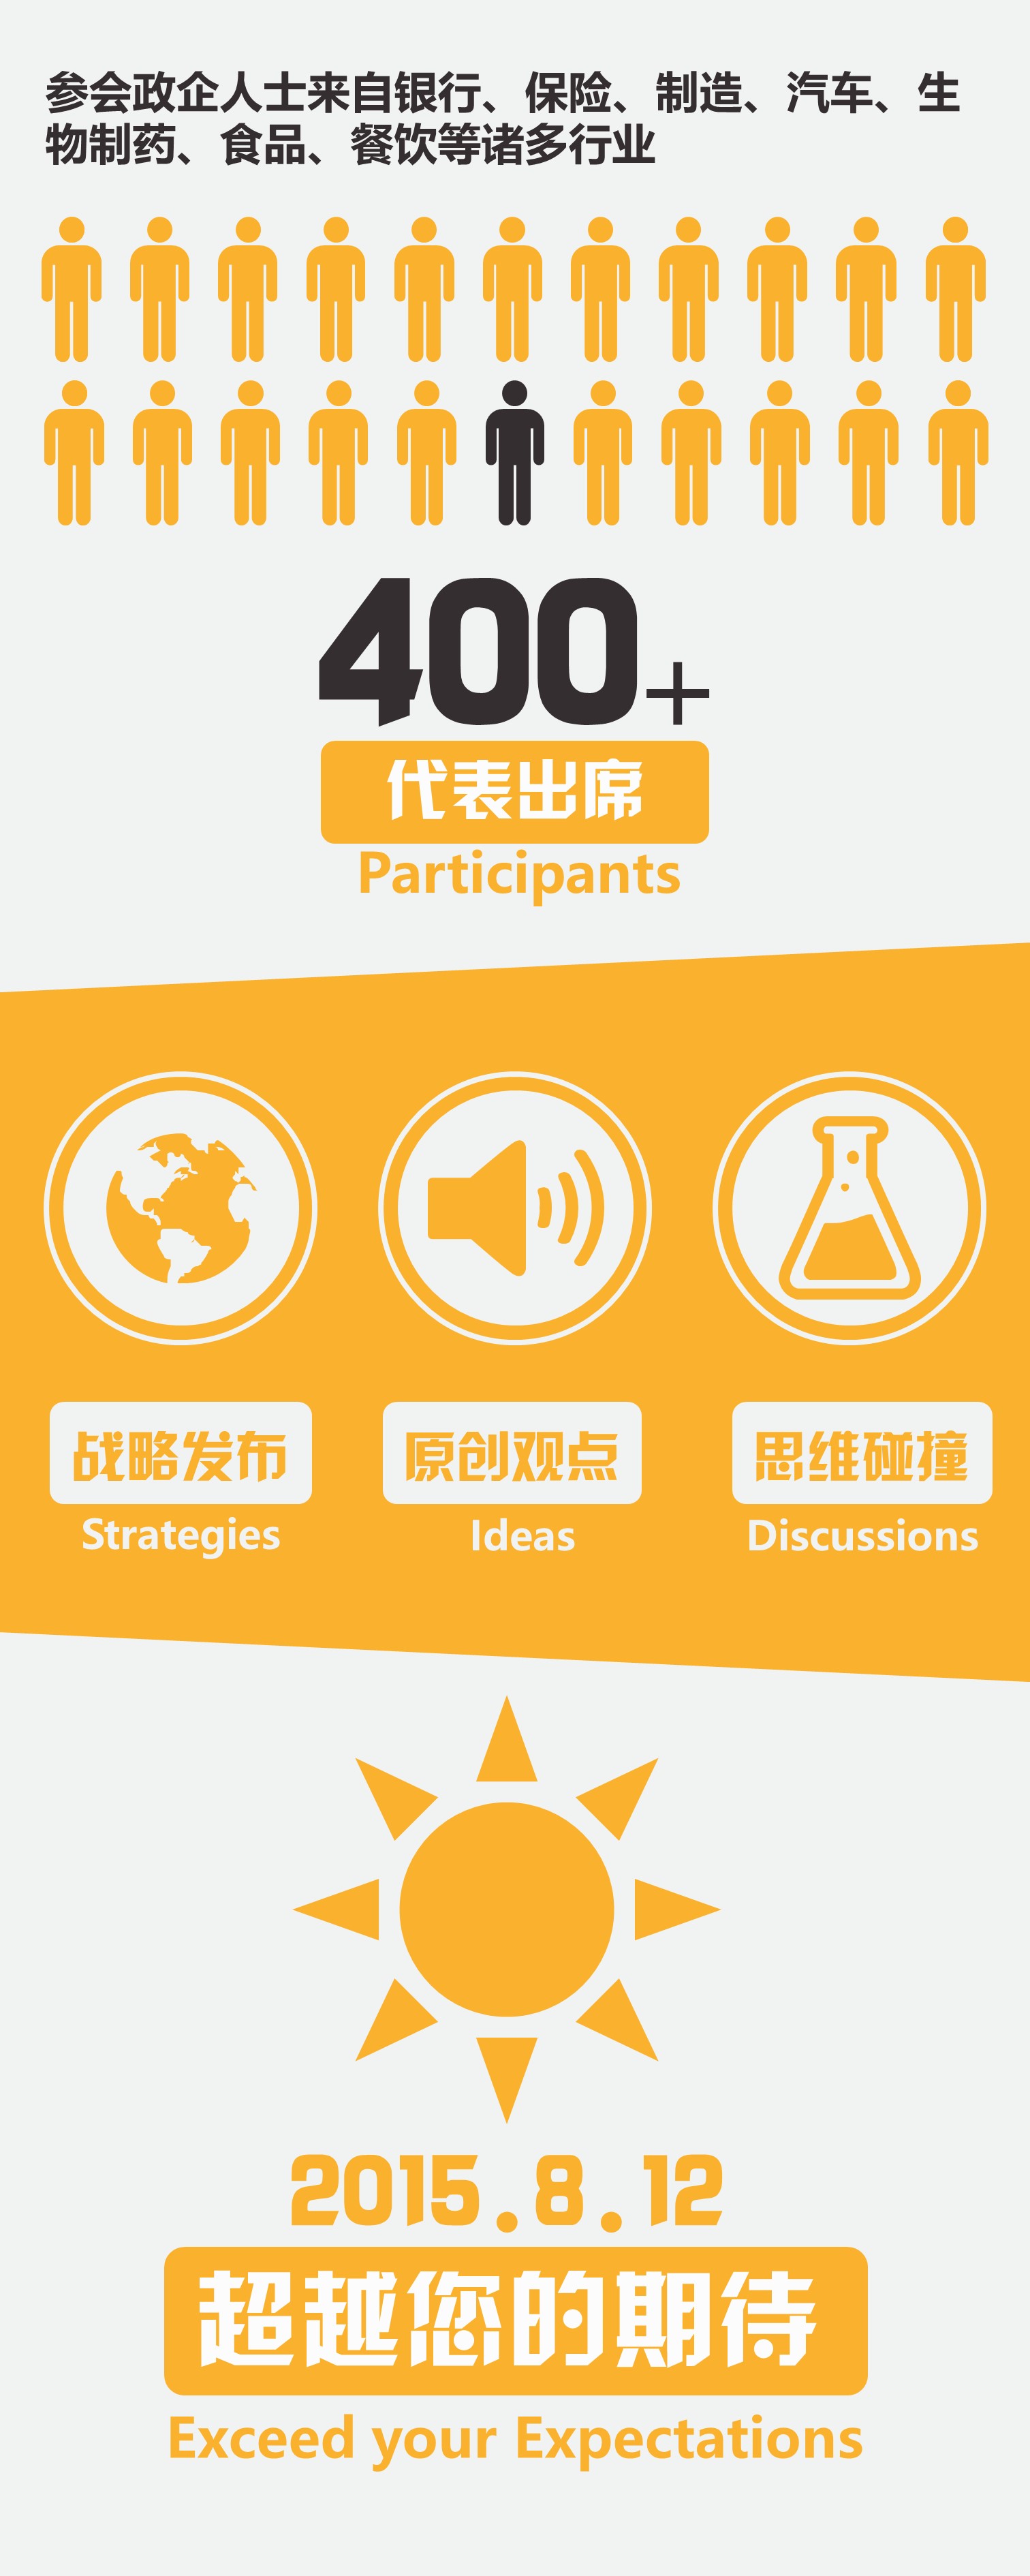 参会政企人士来自银行、保险、制造、汽车、生
物制药、食品、餐饮等诸多行业
400+
代表出席
Participants
战略发布
原创观点
思维碰撞
Strategies
Ideas
Discussions
2015.8.12
超越您的期待
Exceed your Expectations